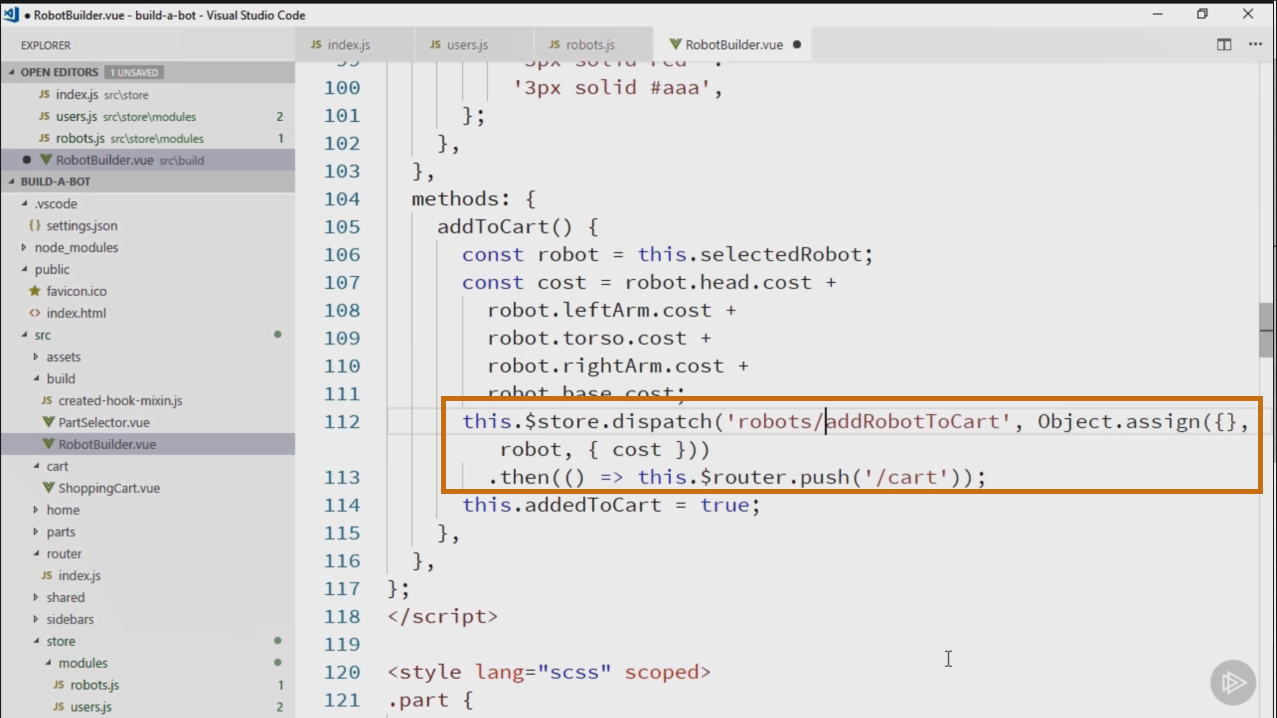 RobotBuilder.vue - build-a-bot - Visual Studio Code
EXPLORER
OPEN EDITORS 1 UNSAVED
JS index.js src\store
JS users.js src\store\modules 2
JS robots.js src\store\modules 1
RobotBuilder.vue src\build
BUILD-A-BOT
.vscode
{} settings.json
node_modules
public
favicon.ico
<> index.html
src
assets
build
JS created-hook-mixin.js
PartSelector.vue
RobotBuilder.vue
cart
ShoppingCart.vue
home
parts
router
JS index.js
shared
sidebars
store
modules
JS robots.js 1
JS users.js 2
JS index.js
JS users.js
JS robots.js
RobotBuilder.vue
99 '3px solid red' :
100 '3px solid #aaa',
101 };
102 },
103 },
104 methods: {
105 addToCart() {
106 const robot = this.selectedRobot;
107 const cost = robot.head.cost +
108 robot.leftArm.cost +
109 robot.torso.cost +
110 robot.rightArm.cost +
111 robot.base.cost;
112 this.$store.dispatch('robots/addRobotToCart', Object.assign({},
robot, { cost }))
113 .then(() => this.$router.push('/cart'));
114 this.addedToCart = true;
115 },
116 },
117 };
118 </script>
119
120 <style lang="scss" scoped>
121 .part {